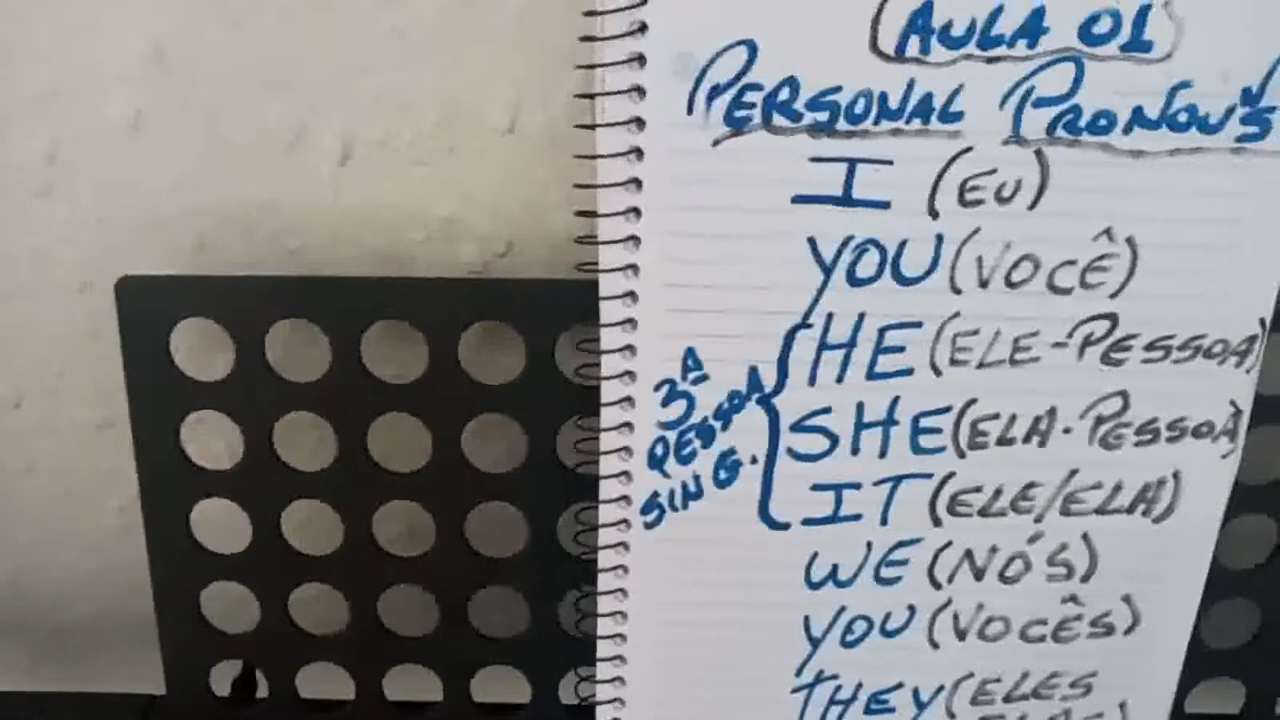 AULA 01
PERSONAL PRONOUS
I (EU)
YOU (VOCÊ)
HE (ELE-PESSOA)
SHE (ELA-PESSOA)
IT (ELE/ELA)
3ª
PESSOA
SING.
WE (NÓS)
YOU (VOCÊS)
THEY (ELES